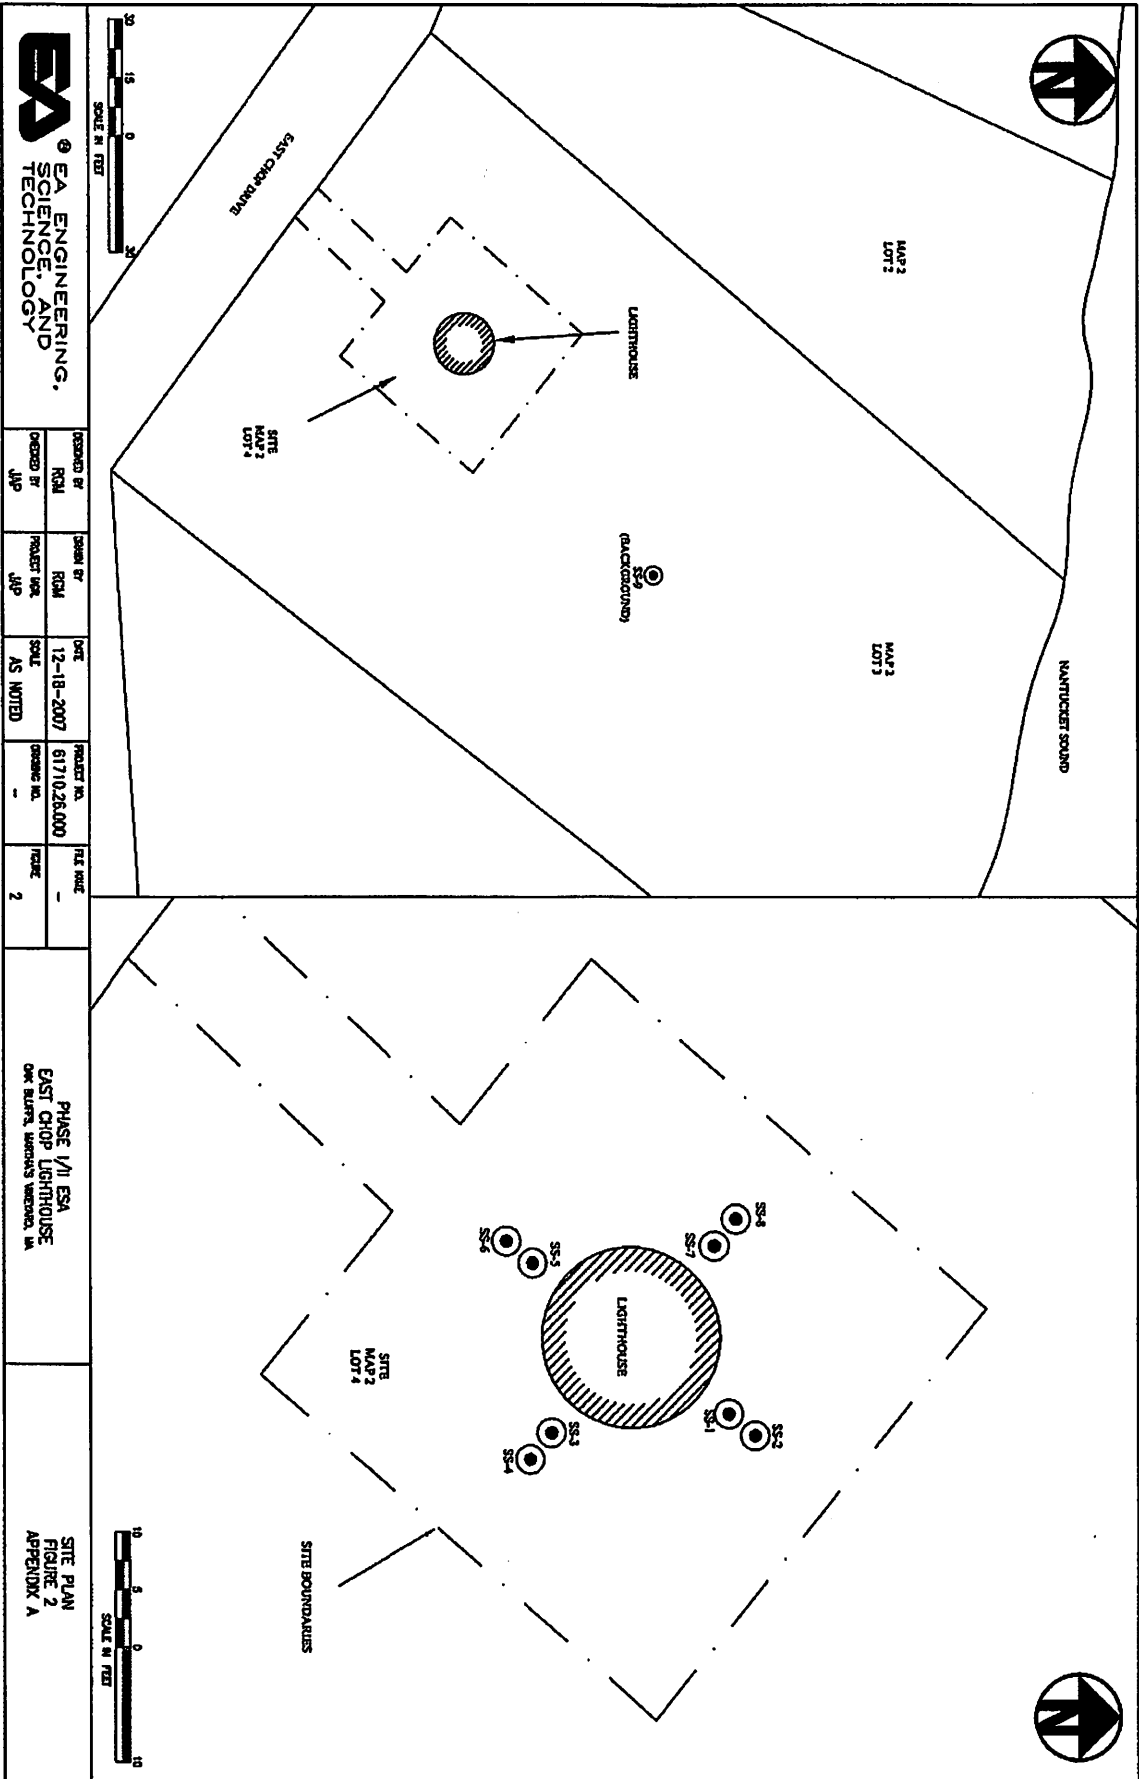 N
MAP 2
LOT 2
NANTUCKET SOUND
LIGHTHOUSE
MAP 2
LOT 3
SS-9
(BACKGROUND)
EAST CHOP DRIVE
SITE
MAP 2
LOT 4
30 15 0 30
SCALE IN FEET
N
SS-8
SS-7
SS-2
SS-1
LIGHTHOUSE
SS-5
SS-6
SS-3
SS-4
SITE
MAP 2
LOT 4
SITE BOUNDARIES
10 5 0 10
SCALE IN FEET
EA ® EA ENGINEERING,
SCIENCE, AND
TECHNOLOGY
DESIGNED BY
RGM
DRAWN BY
RGM
DATE
12-18-2007
PROJECT NO.
61710.26.000
FILE NAME
-
CHECKED BY
JAP
PROJECT MGR.
JAP
SCALE
AS NOTED
DRAWING NO.
-
FIGURE
2
PHASE I/II ESA
EAST CHOP LIGHTHOUSE
OAK BLUFFS, MARTHA'S VINEYARD, MA
SITE PLAN
FIGURE 2
APPENDIX A